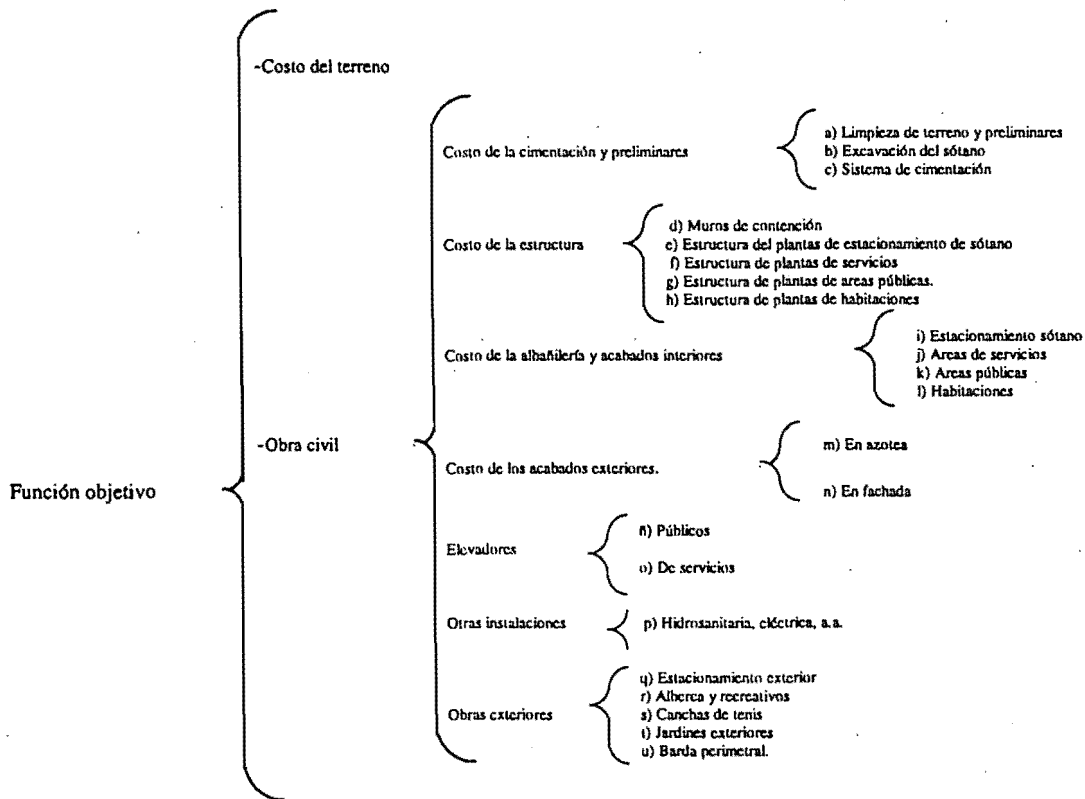 Función objetivo
-Costo del terreno
-Obra civil
Costo de la cimentación y preliminares
a) Limpieza de terreno y preliminares
b) Excavación del sótano
c) Sistema de cimentación
Costo de la estructura
d) Muros de contención
e) Estructura del plantas de estacionamiento de sótano
f) Estructura de plantas de servicios
g) Estructura de plantas de areas públicas.
h) Estructura de plantas de habitaciones
Costo de la albañilería y acabados interiores
i) Estacionamiento sótano
j) Areas de servicios
k) Areas públicas
l) Habitaciones
Costo de los acabados exteriores.
m) En azotea
n) En fachada
Elevadores
ñ) Públicos
o) De servicios
Otras instalaciones
p) Hidrosanitaria, eléctrica, a.a.
Obras exteriores
q) Estacionamiento exterior
r) Alberca y recreativos
s) Canchas de tenis
t) Jardines exteriores
u) Barda perimetral.